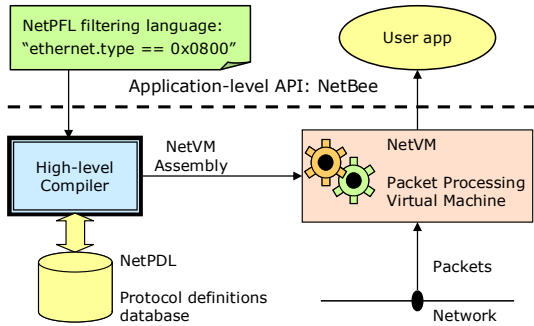 NetPFL filtering language:
“ethernet.type == 0x0800”
User app
Application-level API: NetBee
High-level
Compiler
NetVM
Assembly
NetVM
Packet Processing
Virtual Machine
NetPDL
Protocol definitions
database
Packets
Network